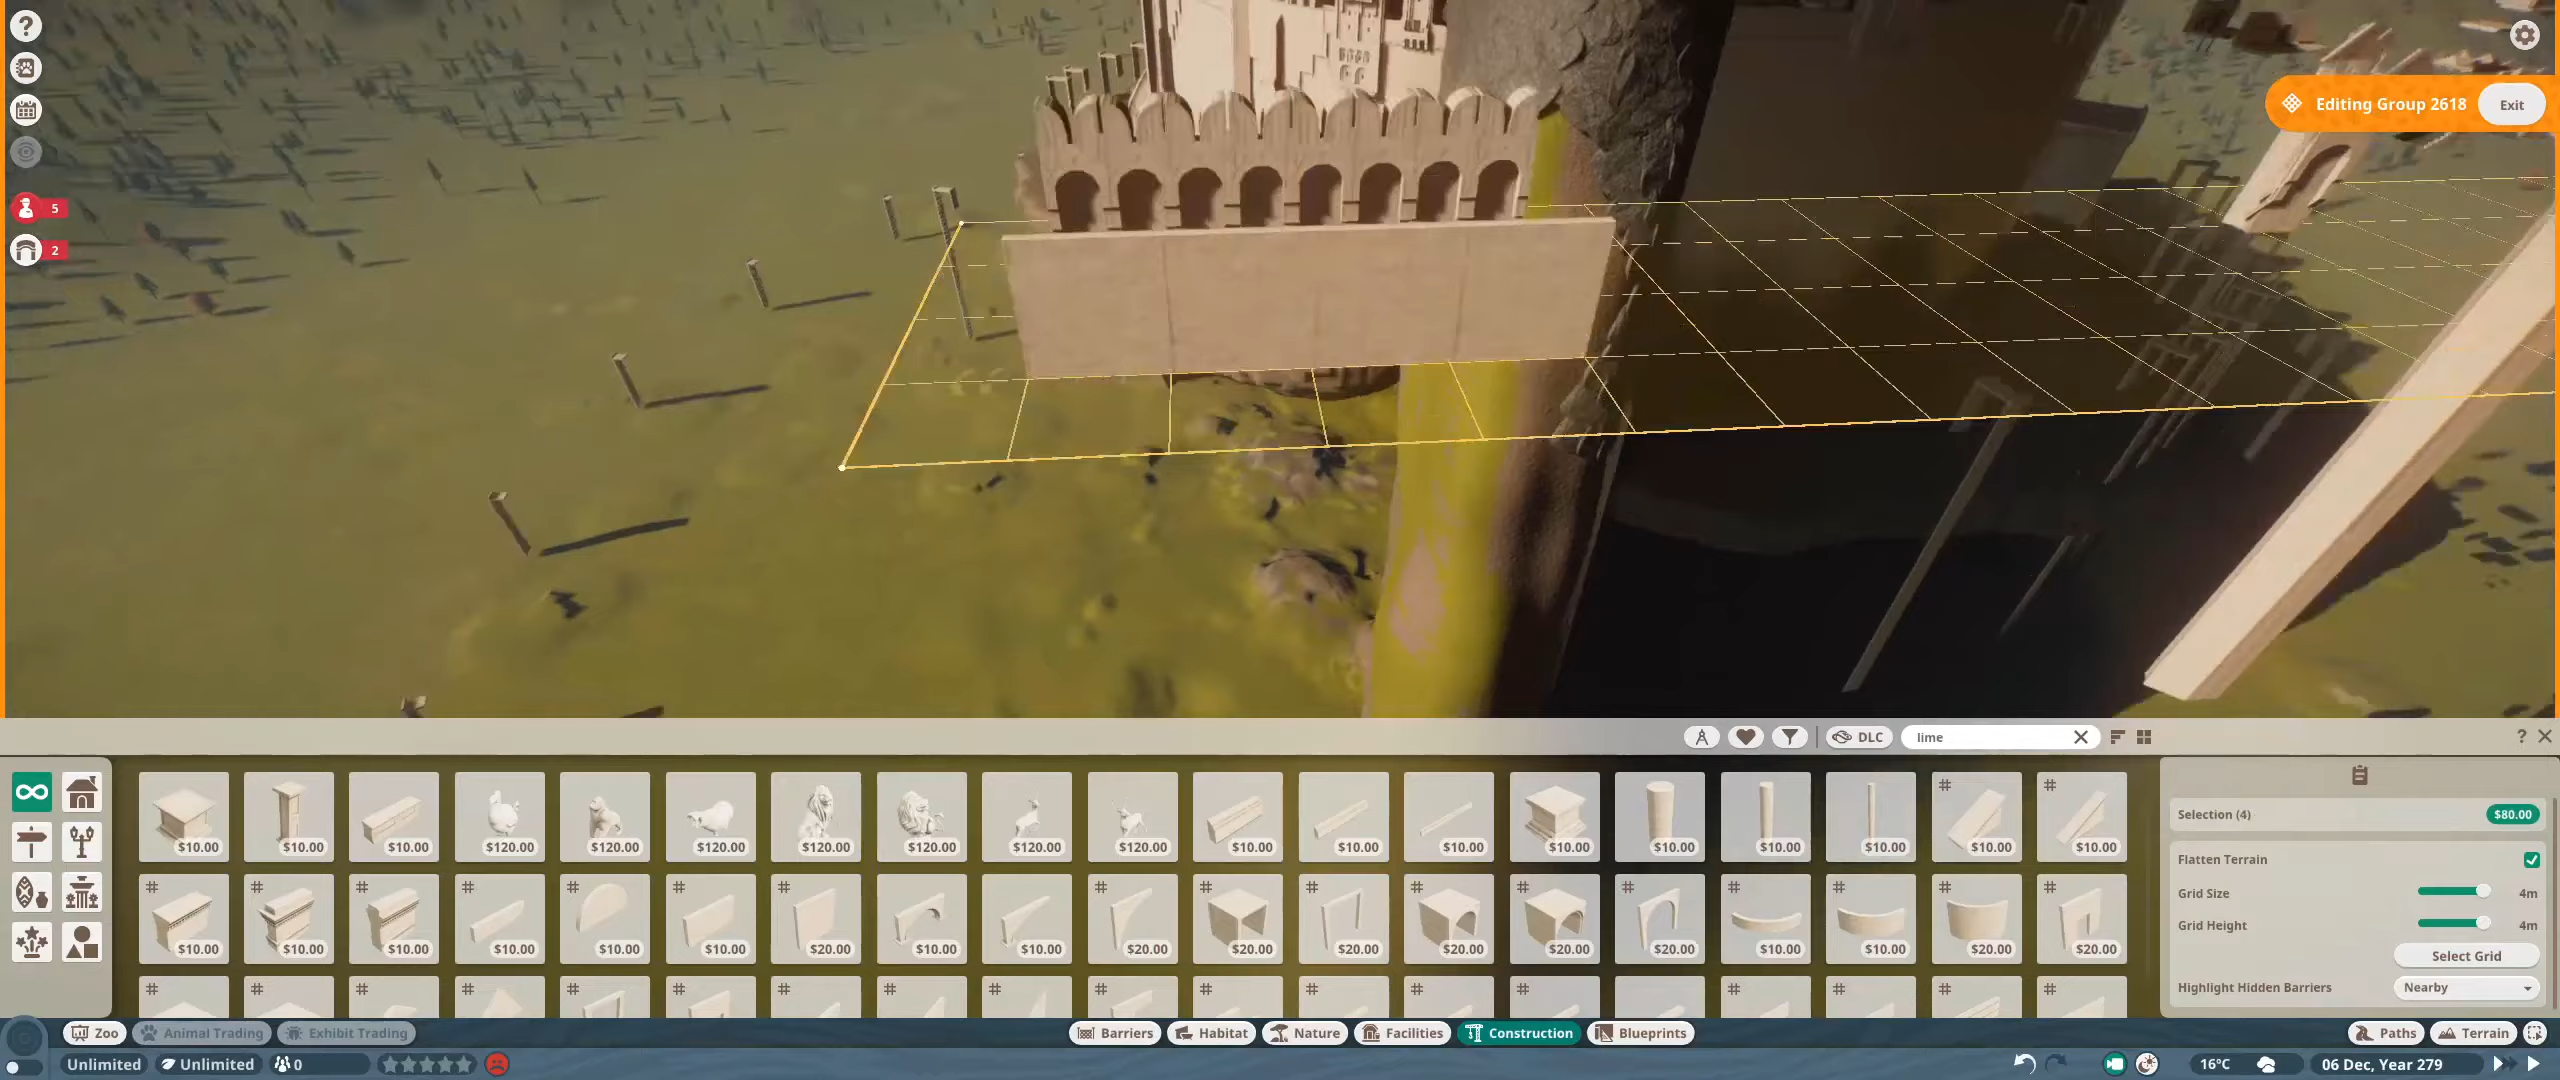 Editing Group 2618 Exit
5
2
DLC lime
$10.00 $10.00 $10.00 $120.00 $120.00 $120.00 $120.00 $120.00 $120.00 $120.00 $10.00 $10.00 $10.00 $10.00 $10.00 $10.00 $10.00 $10.00 $10.00
$10.00 $10.00 $10.00 $10.00 $10.00 $10.00 $20.00 $10.00 $10.00 $20.00 $20.00 $20.00 $20.00 $20.00 $20.00 $10.00 $10.00 $20.00 $20.00
Selection (4) $80.00
Flatten Terrain
Grid Size 4m
Grid Height 4m
Select Grid
Highlight Hidden Barriers Nearby
Zoo Animal Trading Exhibit Trading Barriers Habitat Nature Facilities Construction Blueprints Paths Terrain
Unlimited Unlimited 0 16°C 06 Dec, Year 279